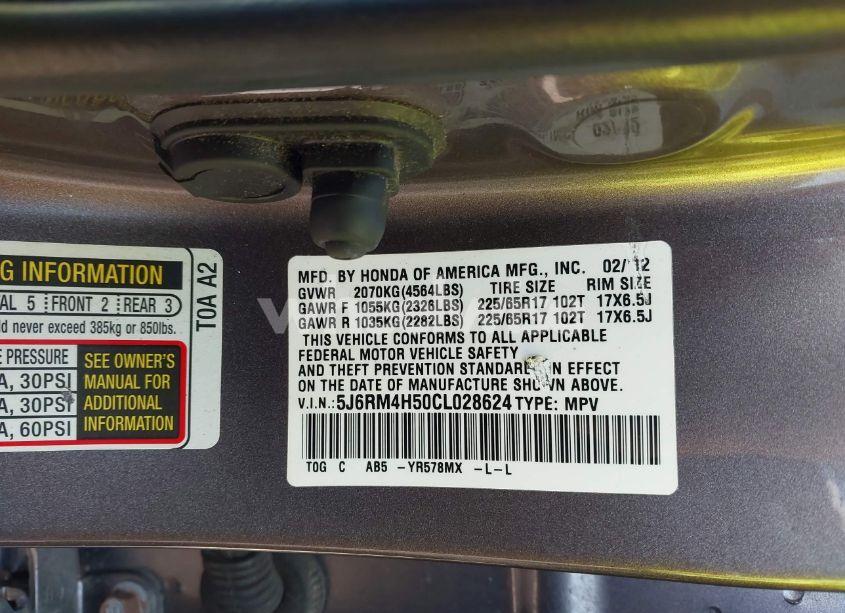 G INFORMATION
AL 5 FRONT 2 REAR 3
ld never exceed 385kg or 850lbs.
E PRESSURE
A, 30PSI
A, 30PSI
A, 60PSI
SEE OWNER'S
MANUAL FOR
ADDITIONAL
INFORMATION
T0A A2
MFD. BY HONDA OF AMERICA MFG., INC. 02/12
GVWR 2070KG(4564LBS) TIRE SIZE RIM SIZE
GAWR F 1055KG(2326LBS) 225/65R17 102T 17X6.5J
GAWR R 1035KG(2282LBS) 225/65R17 102T 17X6.5J
THIS VEHICLE CONFORMS TO ALL APPLICABLE
FEDERAL MOTOR VEHICLE SAFETY
AND THEFT PREVENTION STANDARDS IN EFFECT
ON THE DATE OF MANUFACTURE SHOWN ABOVE.
V.I.N.: 5J6RM4H50CL028624 TYPE: MPV
T0G C AB5 -YR578MX -L-L